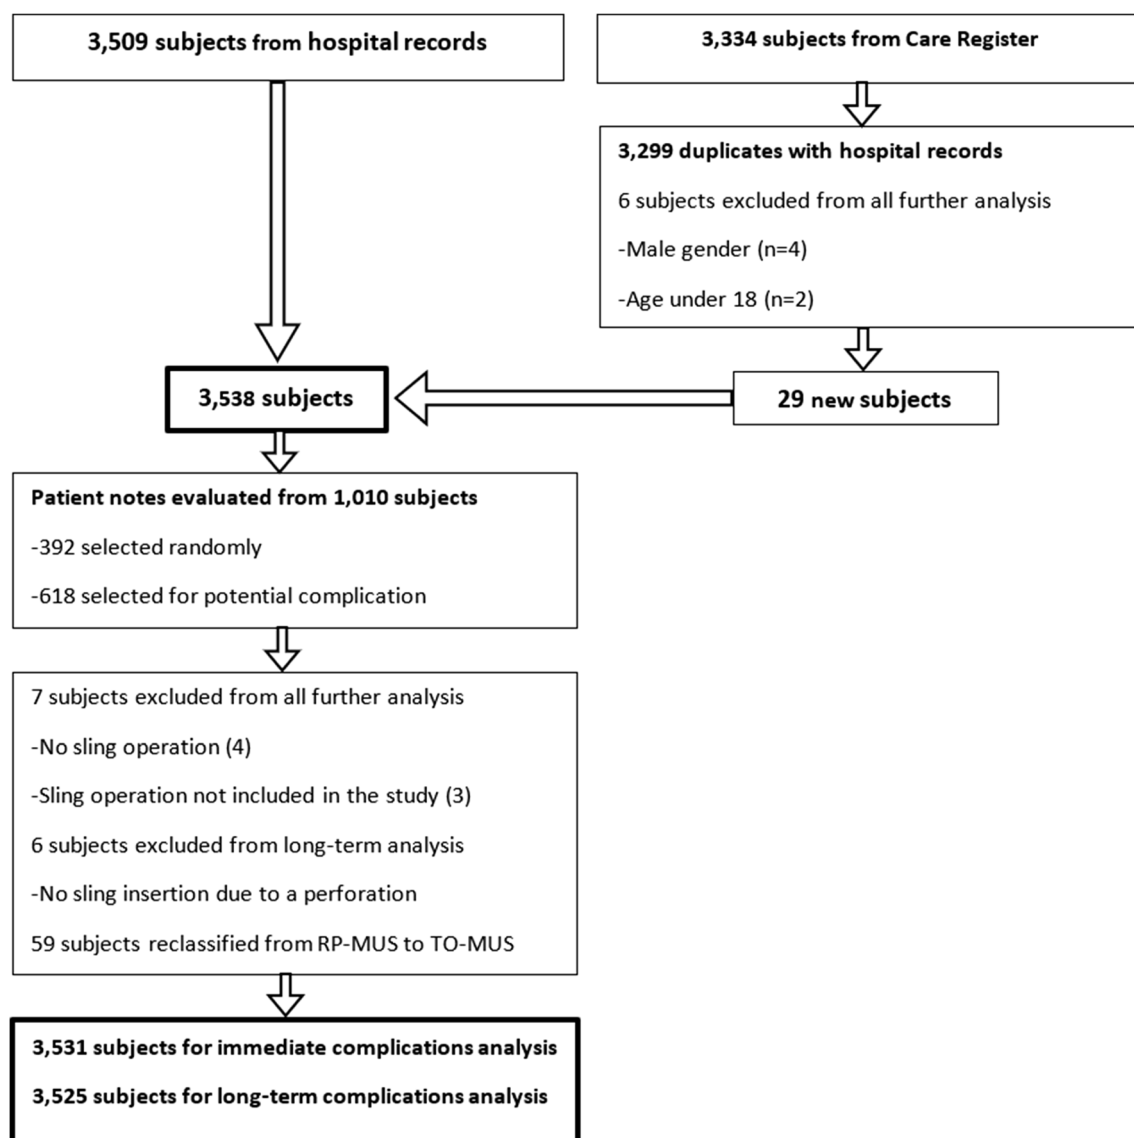 3,509 subjects from hospital records
3,334 subjects from Care Register
3,299 duplicates with hospital records
6 subjects excluded from all further analysis
-Male gender (n=4)
-Age under 18 (n=2)
3,538 subjects
29 new subjects
Patient notes evaluated from 1,010 subjects
-392 selected randomly
-618 selected for potential complication
7 subjects excluded from all further analysis
-No sling operation (4)
-Sling operation not included in the study (3)
6 subjects excluded from long-term analysis
-No sling insertion due to a perforation
59 subjects reclassified from RP-MUS to TO-MUS
3,531 subjects for immediate complications analysis
3,525 subjects for long-term complications analysis